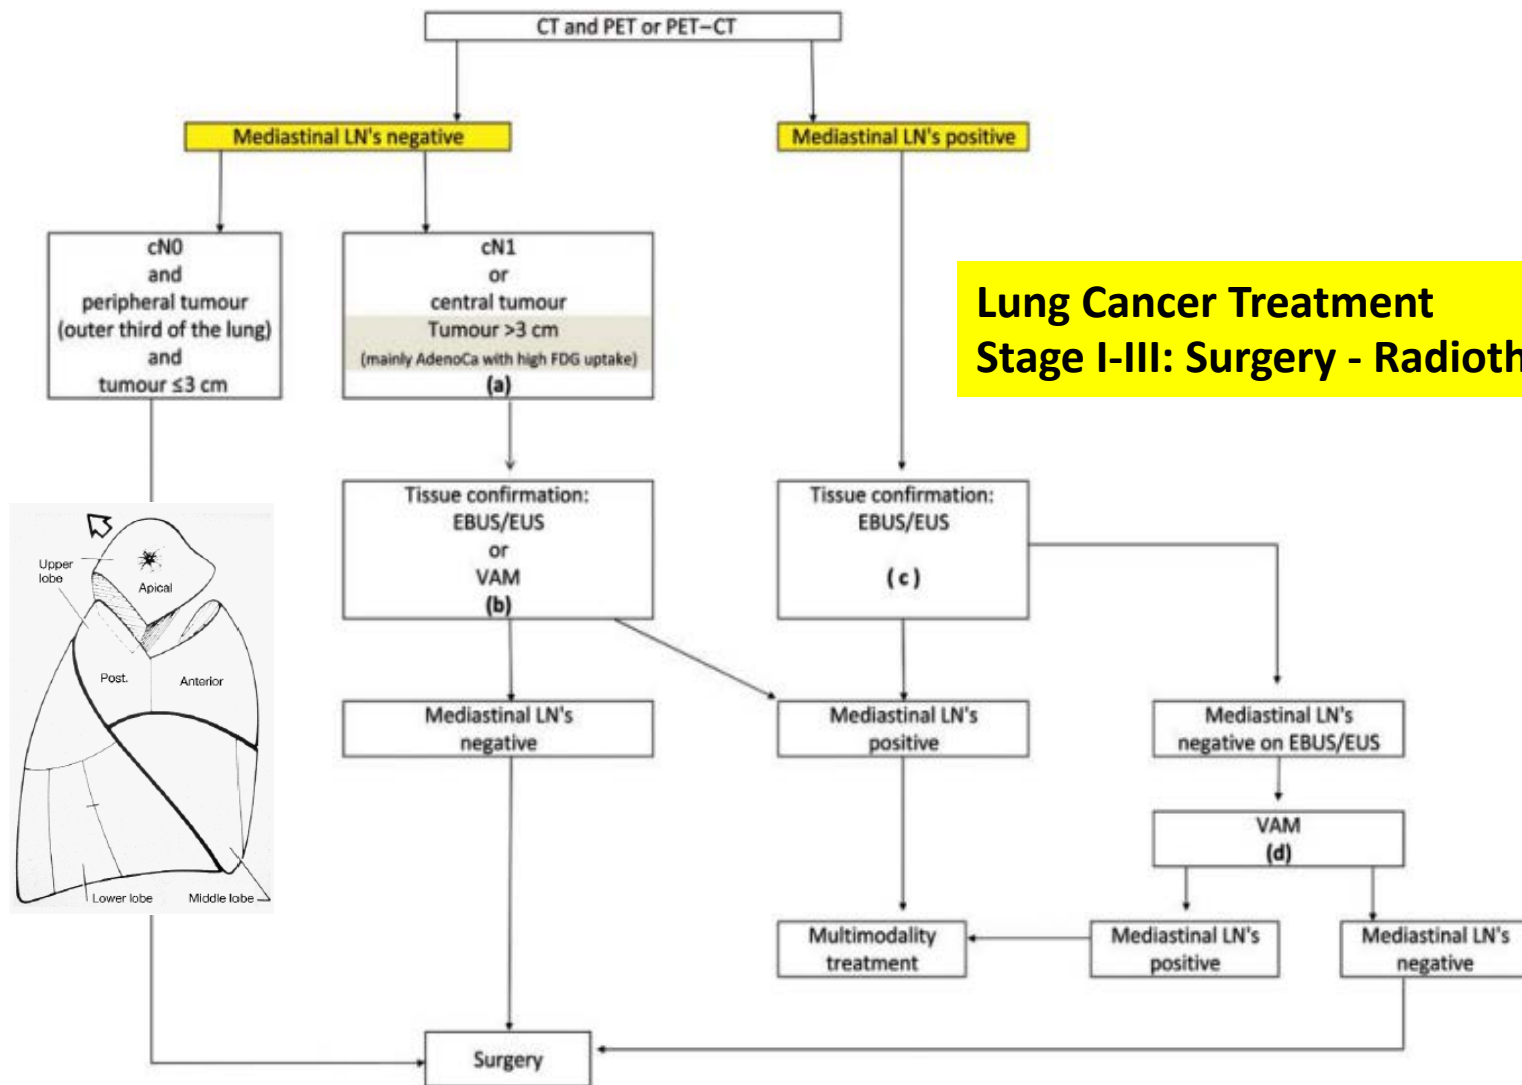 CT and PET or PET–CT
Mediastinal LN's negative
Mediastinal LN's positive
cN0
and
peripheral tumour
(outer third of the lung)
and
tumour ≤3 cm
cN1
or
central tumour
Tumour >3 cm
(mainly AdenoCa with high FDG uptake)
(a)
Lung Cancer Treatment
Stage I-III: Surgery - Radioth
Tissue confirmation:
EBUS/EUS
or
VAM
(b)
Tissue confirmation:
EBUS/EUS
( c )
Upper
lobe
Apical
Post.
Anterior
Lower lobe
Middle lobe
Mediastinal LN's
negative
Mediastinal LN's
positive
Mediastinal LN's
negative on EBUS/EUS
VAM
(d)
Multimodality
treatment
Mediastinal LN's
positive
Mediastinal LN's
negative
Surgery